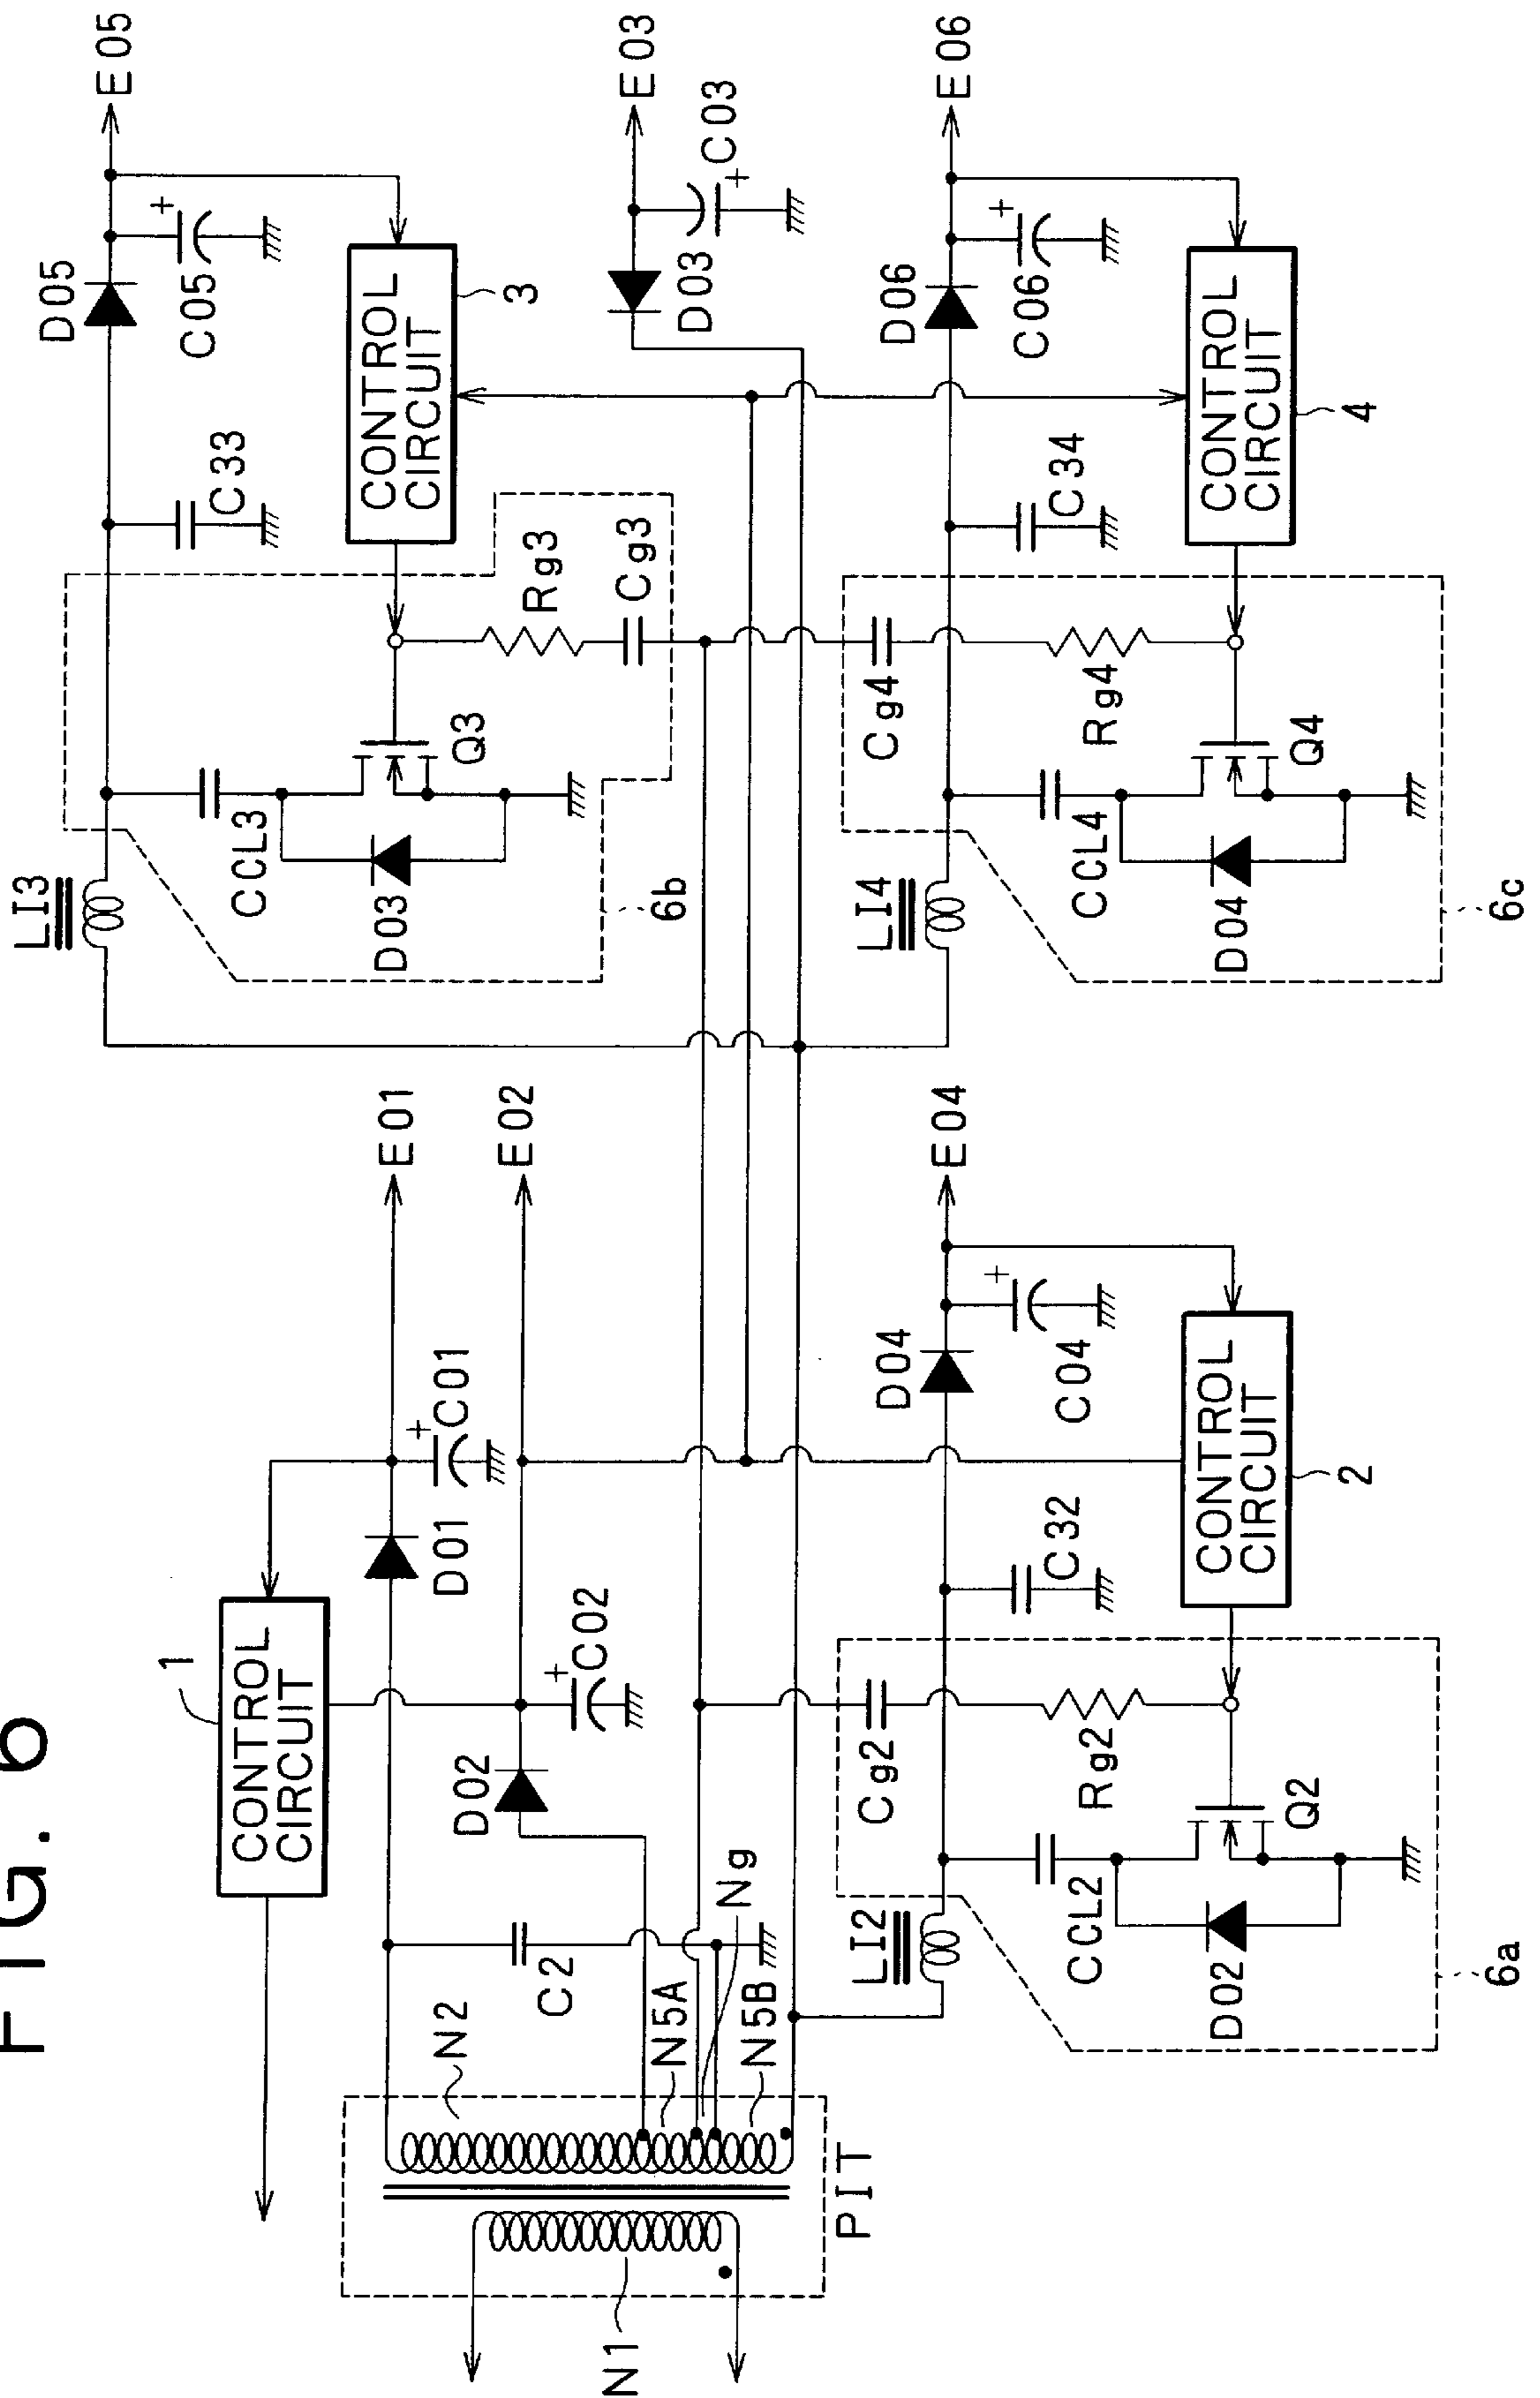 FIG. 6
1
CONTROL
CIRCUIT
D01
C01
+
E01
D02
C02
+
E02
N2
C2
N5A
Ng
N5B
N1
PIT
LI2
Cg2
Rg2
CCL2
D02
Q2
6a
C32
D04
C04
+
E04
CONTROL
CIRCUIT
2
LI3
CCL3
D03
Q3
6b
Rg3
Cg3
C33
D05
C05
+
E05
CONTROL
CIRCUIT
3
D03
C03
+
E03
LI4
Cg4
Rg4
CCL4
D04
Q4
6c
C34
D06
C06
+
E06
CONTROL
CIRCUIT
4